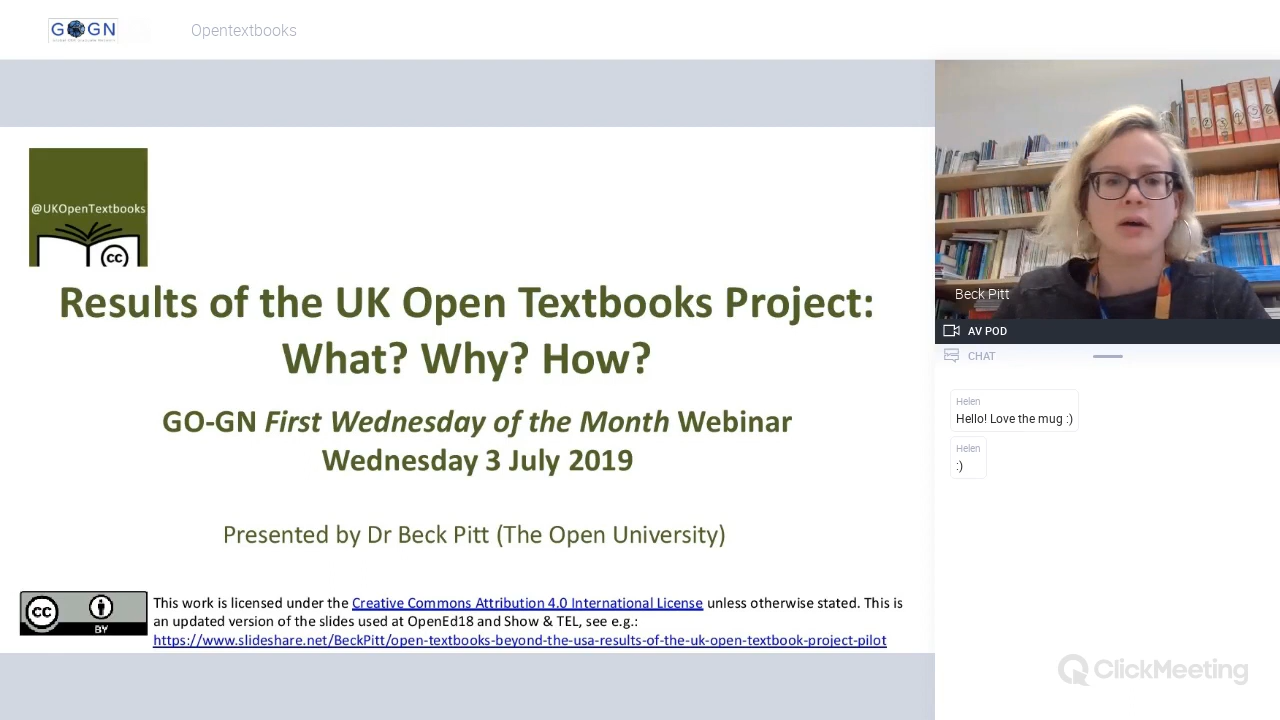 GOGN
Opentextbooks
@UKOpenTextbooks
cc
Results of the UK Open Textbooks Project:
What? Why? How?
GO-GN First Wednesday of the Month Webinar
Wednesday 3 July 2019
Presented by Dr Beck Pitt (The Open University)
cc
BY
This work is licensed under the Creative Commons Attribution 4.0 International License unless otherwise stated. This is
an updated version of the slides used at OpenEd18 and Show & TEL, see e.g.:
https://www.slideshare.net/BeckPitt/open-textbooks-beyond-the-usa-results-of-the-uk-open-textbook-project-pilot
Beck Pitt
AV POD
CHAT
Helen
Hello! Love the mug :)
Helen
:)
ClickMeeting